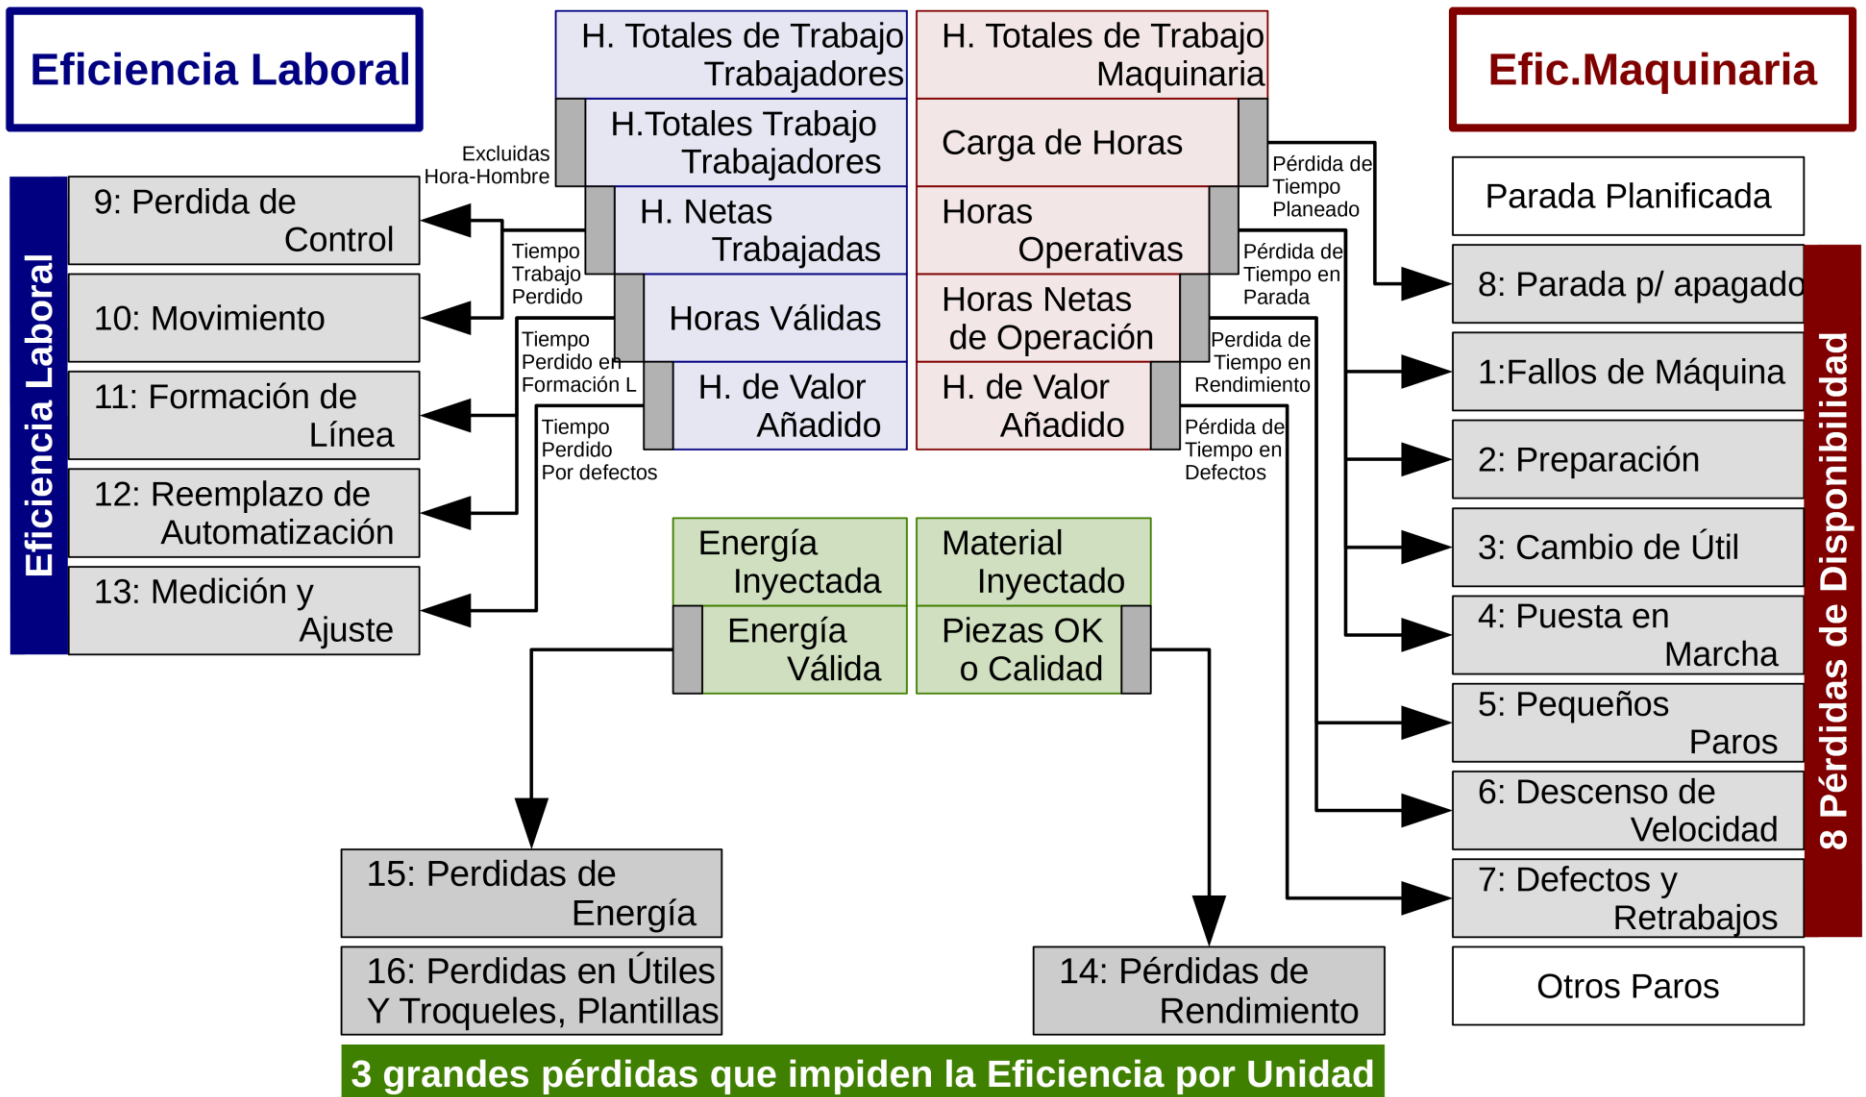 Eficiencia Laboral
H. Totales de Trabajo
Trabajadores
H. Totales de Trabajo
Maquinaria
Efic.Maquinaria
Excluidas
Hora-Hombre
H.Totales Trabajo
Trabajadores
Carga de Horas
Pérdida de
Tiempo
Planeado
Parada Planificada
Eficiencia Laboral
9: Perdida de
Control
10: Movimiento
11: Formación de
Línea
12: Reemplazo de
Automatización
13: Medición y
Ajuste
Tiempo
Trabajo
Perdido
H. Netas
Trabajadas
Horas
Operativas
Pérdida de
Tiempo en
Parada
Tiempo
Perdido en
Formación L
Horas Válidas
Horas Netas
de Operación
Perdida de
Tiempo en
Rendimiento
Tiempo
Perdido
Por defectos
H. de Valor
Añadido
H. de Valor
Añadido
Pérdida de
Tiempo en
Defectos
8: Parada p/ apagado
1:Fallos de Máquina
2: Preparación
3: Cambio de Útil
4: Puesta en
Marcha
5: Pequeños
Paros
6: Descenso de
Velocidad
7: Defectos y
Retrabajos
8 Pérdidas de Disponibilidad
Otros Paros
Energía
Inyectada
Material
Inyectado
Energía
Válida
Piezas OK
o Calidad
15: Perdidas de
Energía
16: Perdidas en Útiles
Y Troqueles, Plantillas
14: Pérdidas de
Rendimiento
3 grandes pérdidas que impiden la Eficiencia por Unidad